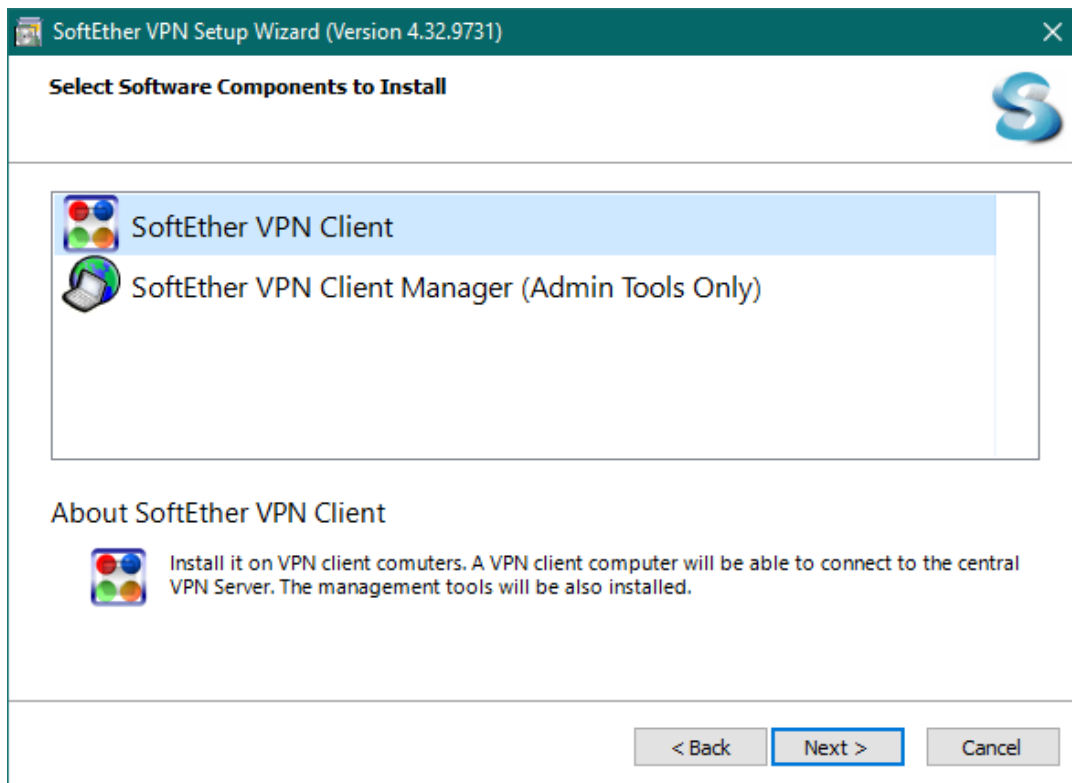 SoftEther VPN Setup Wizard (Version 4.32.9731)
Select Software Components to Install
SoftEther VPN Client
SoftEther VPN Client Manager (Admin Tools Only)
About SoftEther VPN Client
Install it on VPN client comuters. A VPN client computer will be able to connect to the central
VPN Server. The management tools will be also installed.
< Back
Next >
Cancel